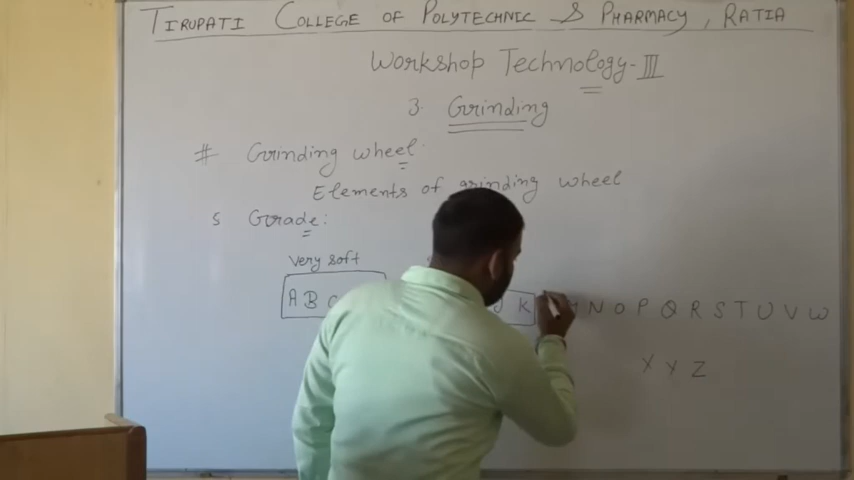 TIRUPATI COLLEGE OF POLYTECHNIC & PHARMACY, RATIA
Workshop Technology-III
3. Grinding
# Grinding wheel
Elements of grinding wheel
5 Grade:
very soft
A B C K N O P Q R S T U V W
X Y Z